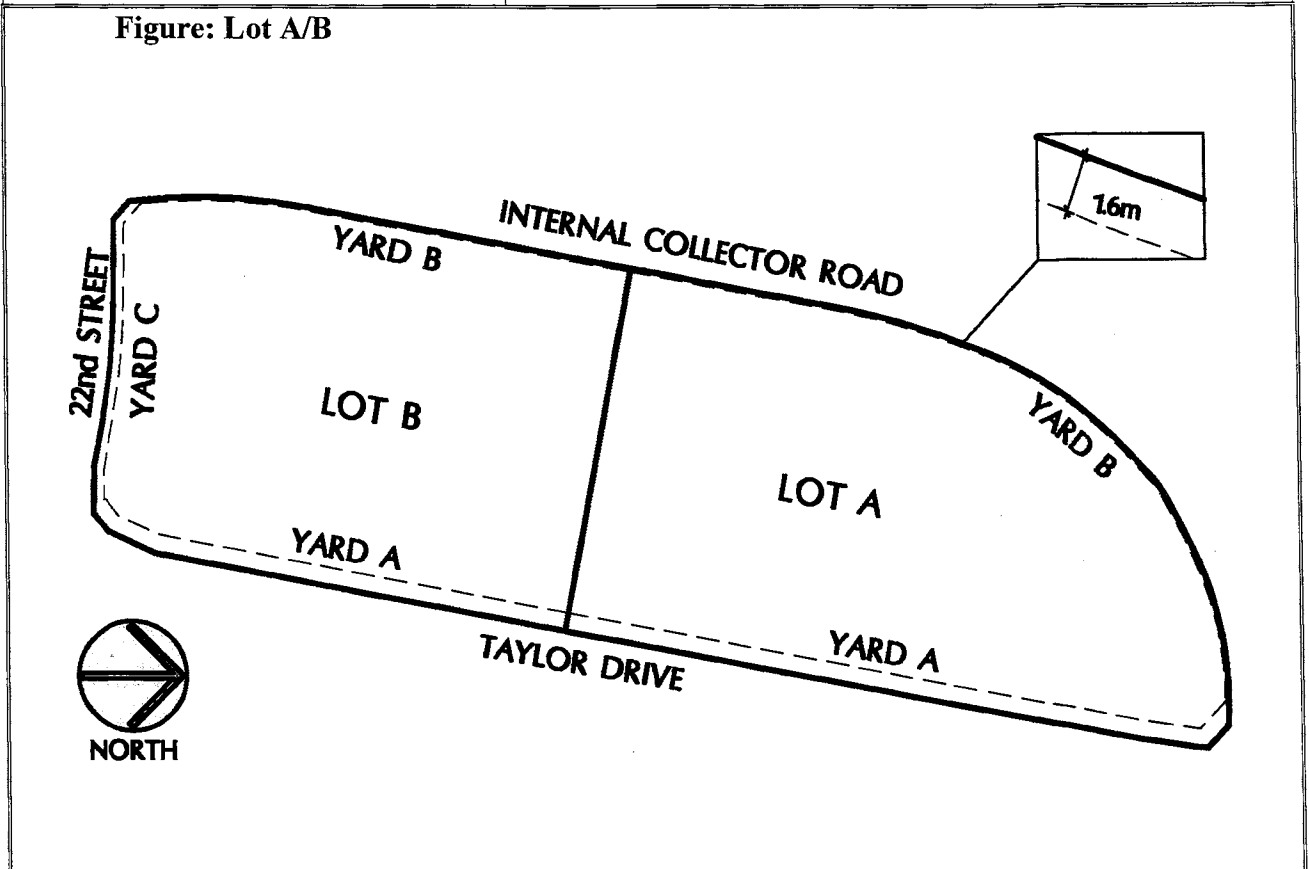 Figure: Lot A/B
1.6m
INTERNAL COLLECTOR ROAD
YARD B
22nd STREET
YARD C
LOT B
YARD B
LOT A
YARD A
YARD A
TAYLOR DRIVE
NORTH